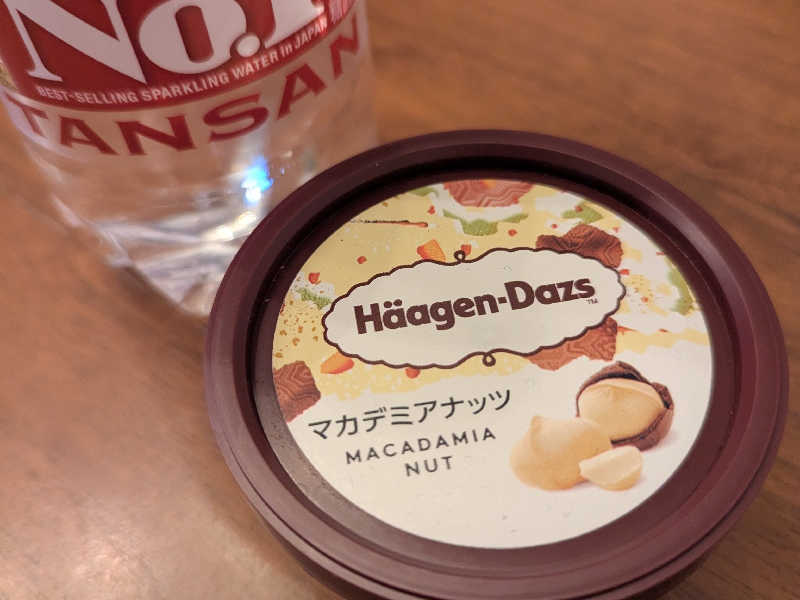 No.1
BEST-SELLING SPARKLING WATER in JAPAN
TANSAN
Häagen-Dazs™
マカデミアナッツ
MACADAMIA
NUT